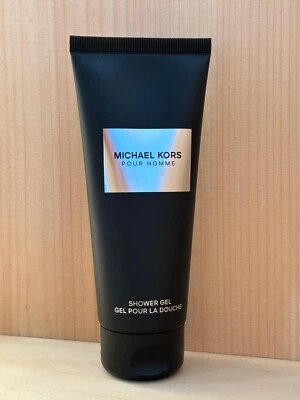 MICHAEL KORS
POUR HOMME
SHOWER GEL
GEL POUR LA DOUCHE